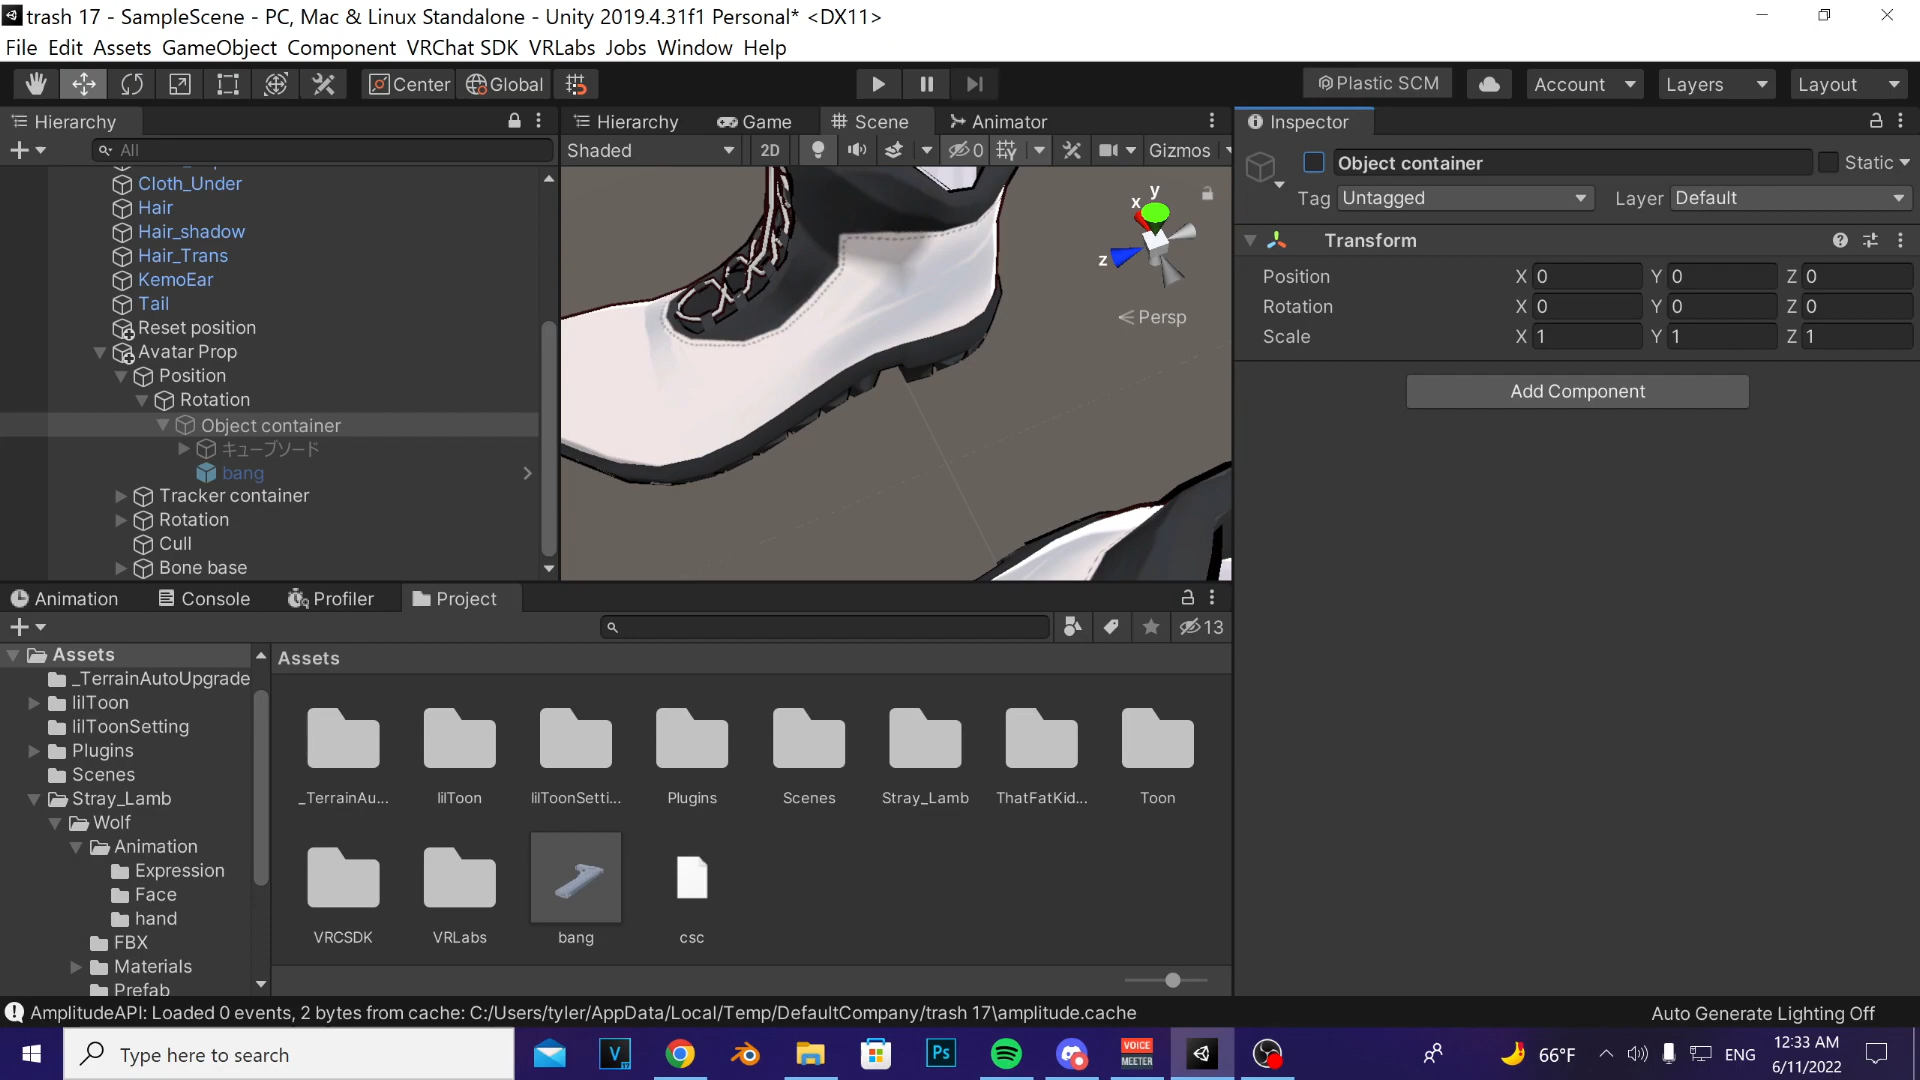 trash 17 - SampleScene - PC, Mac & Linux Standalone - Unity 2019.4.31f1 Personal* <DX11>
File Edit Assets GameObject Component VRChat SDK VRLabs Jobs Window Help
Center Global Plastic SCM Account Layers Layout
Hierarchy Hierarchy Game Scene Animator Inspector
All Shaded 2D 0 Gizmos
Object container Static
Tag Untagged Layer Default
Transform
Position X 0 Y 0 Z 0
Rotation X 0 Y 0 Z 0
Scale X 1 Y 1 Z 1
Add Component
Cloth_Under
Hair
Hair_shadow
Hair_Trans
KemoEar
Tail
Reset position
Avatar Prop
Position
Rotation
Object container
キューブソード
bang
Tracker container
Rotation
Cull
Bone base
y
x
z
Persp
Animation Console Profiler Project
13
Assets
_TerrainAutoUpgrade
lilToon
lilToonSetting
Plugins
Scenes
Stray_Lamb
Wolf
Animation
Expression
Face
hand
FBX
Materials
Prefab
Assets
_TerrainAu... lilToon lilToonSetti... Plugins Scenes Stray_Lamb ThatFatKid... Toon
VRCSDK VRLabs bang csc
AmplitudeAPI: Loaded 0 events, 2 bytes from cache: C:/Users/tyler/AppData/Local/Temp/DefaultCompany/trash 17\amplitude.cache
Auto Generate Lighting Off
Type here to search
V
Ps
VOICE
MEETER
66°F
ENG
12:33 AM
6/11/2022